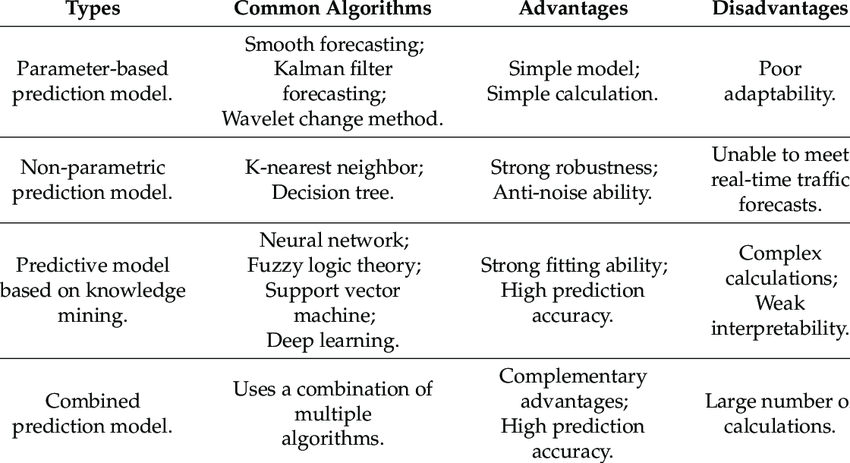 Types Common Algorithms Advantages Disadvantages
Parameter-based
prediction model.
Smooth forecasting;
Kalman filter
forecasting;
Wavelet change method.
Simple model;
Simple calculation.
Poor
adaptability.
Non-parametric
prediction model.
K-nearest neighbor;
Decision tree.
Strong robustness;
Anti-noise ability.
Unable to meet
real-time traffic
forecasts.
Predictive model
based on knowledge
mining.
Neural network;
Fuzzy logic theory;
Support vector
machine;
Deep learning.
Strong fitting ability;
High prediction
accuracy.
Complex
calculations;
Weak
interpretability.
Combined
prediction model.
Uses a combination of
multiple
algorithms.
Complementary
advantages;
High prediction
accuracy.
Large number o
calculations.